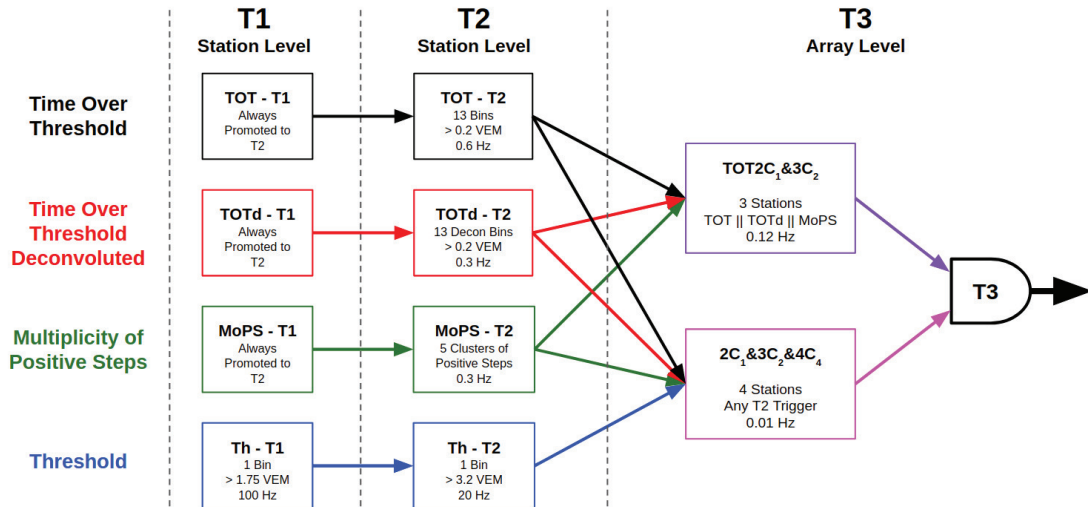 T1
Station Level
T2
Station Level
T3
Array Level
Time Over
Threshold
TOT - T1
Always
Promoted to
T2
TOT - T2
13 Bins
> 0.2 VEM
0.6 Hz
Time Over
Threshold
Deconvoluted
TOTd - T1
Always
Promoted to
T2
TOTd - T2
13 Decon Bins
> 0.2 VEM
0.3 Hz
Multiplicity of
Positive Steps
MoPS - T1
Always
Promoted to
T2
MoPS - T2
5 Clusters of
Positive Steps
0.3 Hz
Threshold
Th - T1
1 Bin
> 1.75 VEM
100 Hz
Th - T2
1 Bin
> 3.2 VEM
20 Hz
TOT2C₁&3C₂
3 Stations
TOT || TOTd || MoPS
0.12 Hz
2C₁&3C₂&4C₄
4 Stations
Any T2 Trigger
0.01 Hz
T3